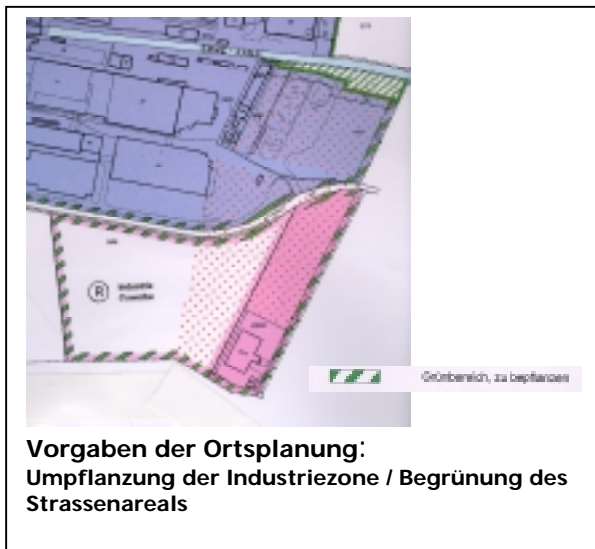 R
Industrie
Grünbereich, zu bepflanzen
Vorgaben der Ortsplanung:
Umpflanzung der Industriezone / Begrünung des
Strassenareals